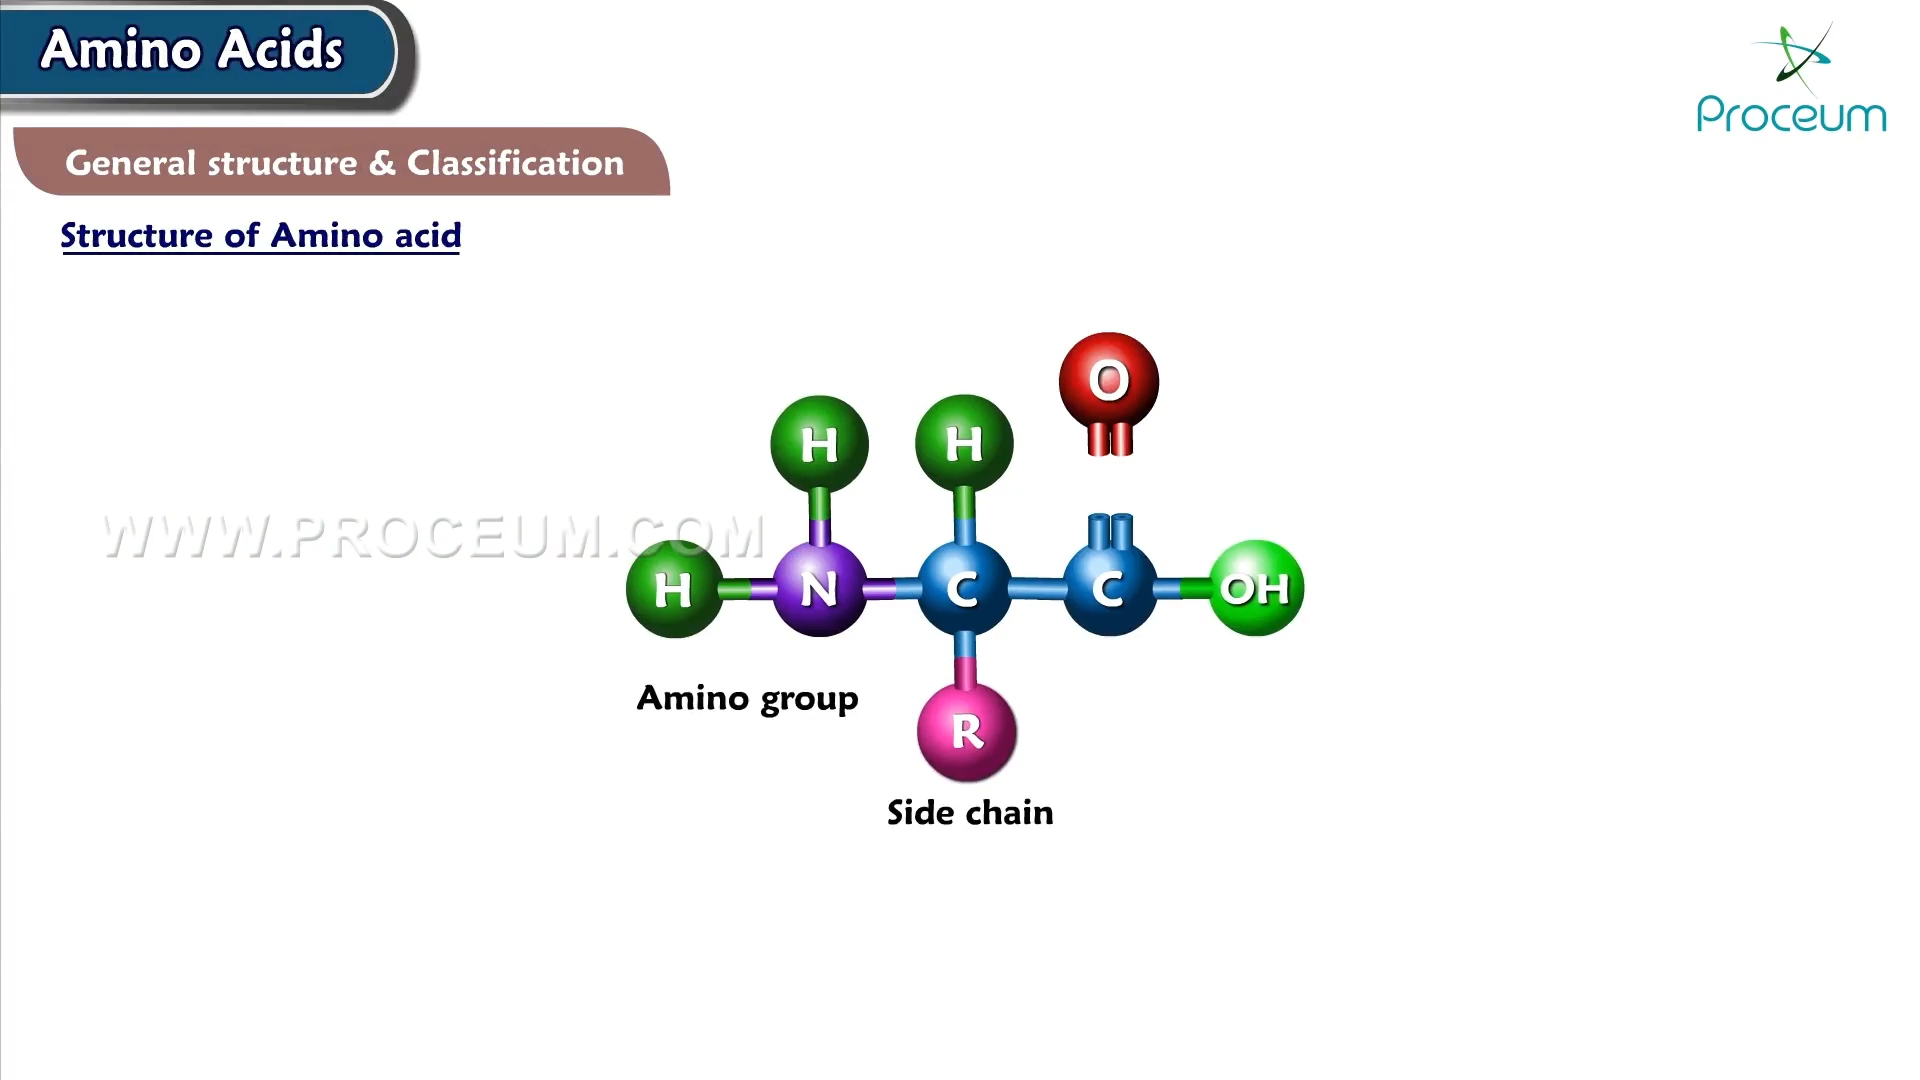 Amino Acids
Proceum
General structure & Classification
Structure of Amino acid
O
H H
WWW.PROCEUM.COM
H N C C OH
Amino group
R
Side chain